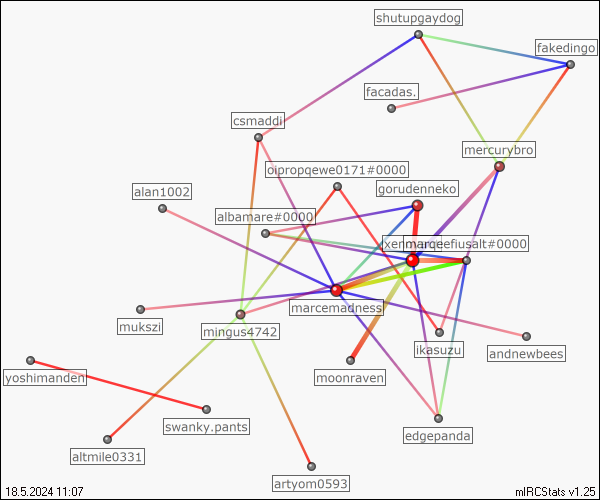 shutupgaydog
fakedingo
facadas.
csmaddi
mercurybro
oipropqewe0171#0000
gorudenneko
alan1002
albamare#0000
marceefiusalt#0000
marcemadness
mukszi
mingus4742
ikasuzu
andnewbees
moonraven
yoshimanden
swanky.pants
edgepanda
altmile0331
artyom0593
18.5.2024 11:07
mIRCStats v1.25